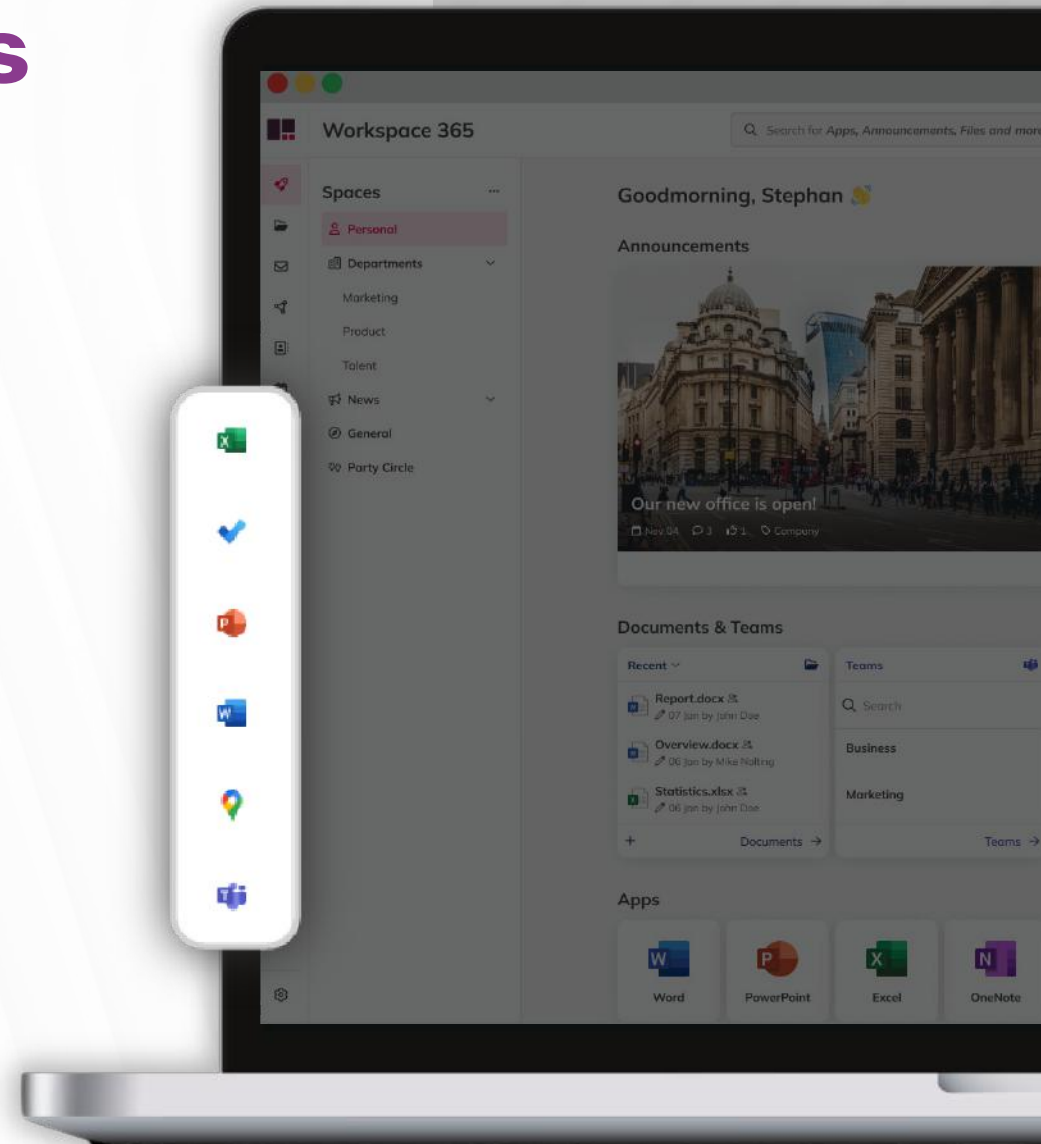 s
Workspace 365
Search for Apps, Announcements, Files and more
Spaces
Goodmorning, Stephan
Personal
Announcements
Departments
Marketing
Product
Talent
News
General
Party Circle
Our new office is open!
Nov 04 3 1 Company
Documents & Teams
Recent
Teams
Report.docx
07 Jan by John Doe
Search
Overview.docx
06 Jan by Mike Nolting
Business
Statistics.xlsx
06 Jan by John Doe
Marketing
+ Documents →
Teams →
Apps
W
P
X
N
Word
PowerPoint
Excel
OneNote
X
P
W
T